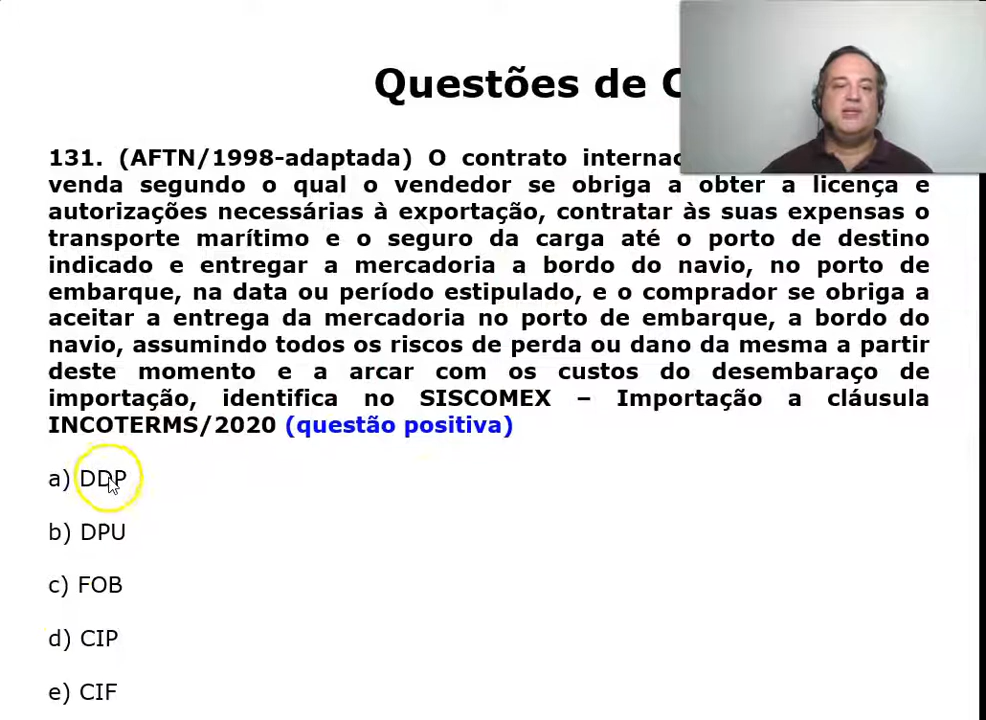 Questões de C
131. (AFTN/1998-adaptada) O contrato internac
venda segundo o qual o vendedor se obriga a obter a licença e
autorizações necessárias à exportação, contratar às suas expensas o
transporte marítimo e o seguro da carga até o porto de destino
indicado e entregar a mercadoria a bordo do navio, no porto de
embarque, na data ou período estipulado, e o comprador se obriga a
aceitar a entrega da mercadoria no porto de embarque, a bordo do
navio, assumindo todos os riscos de perda ou dano da mesma a partir
deste momento e a arcar com os custos do desembaraço de
importação, identifica no SISCOMEX – Importação a cláusula
INCOTERMS/2020 (questão positiva)
a) DDP
b) DPU
c) FOB
d) CIP
e) CIF